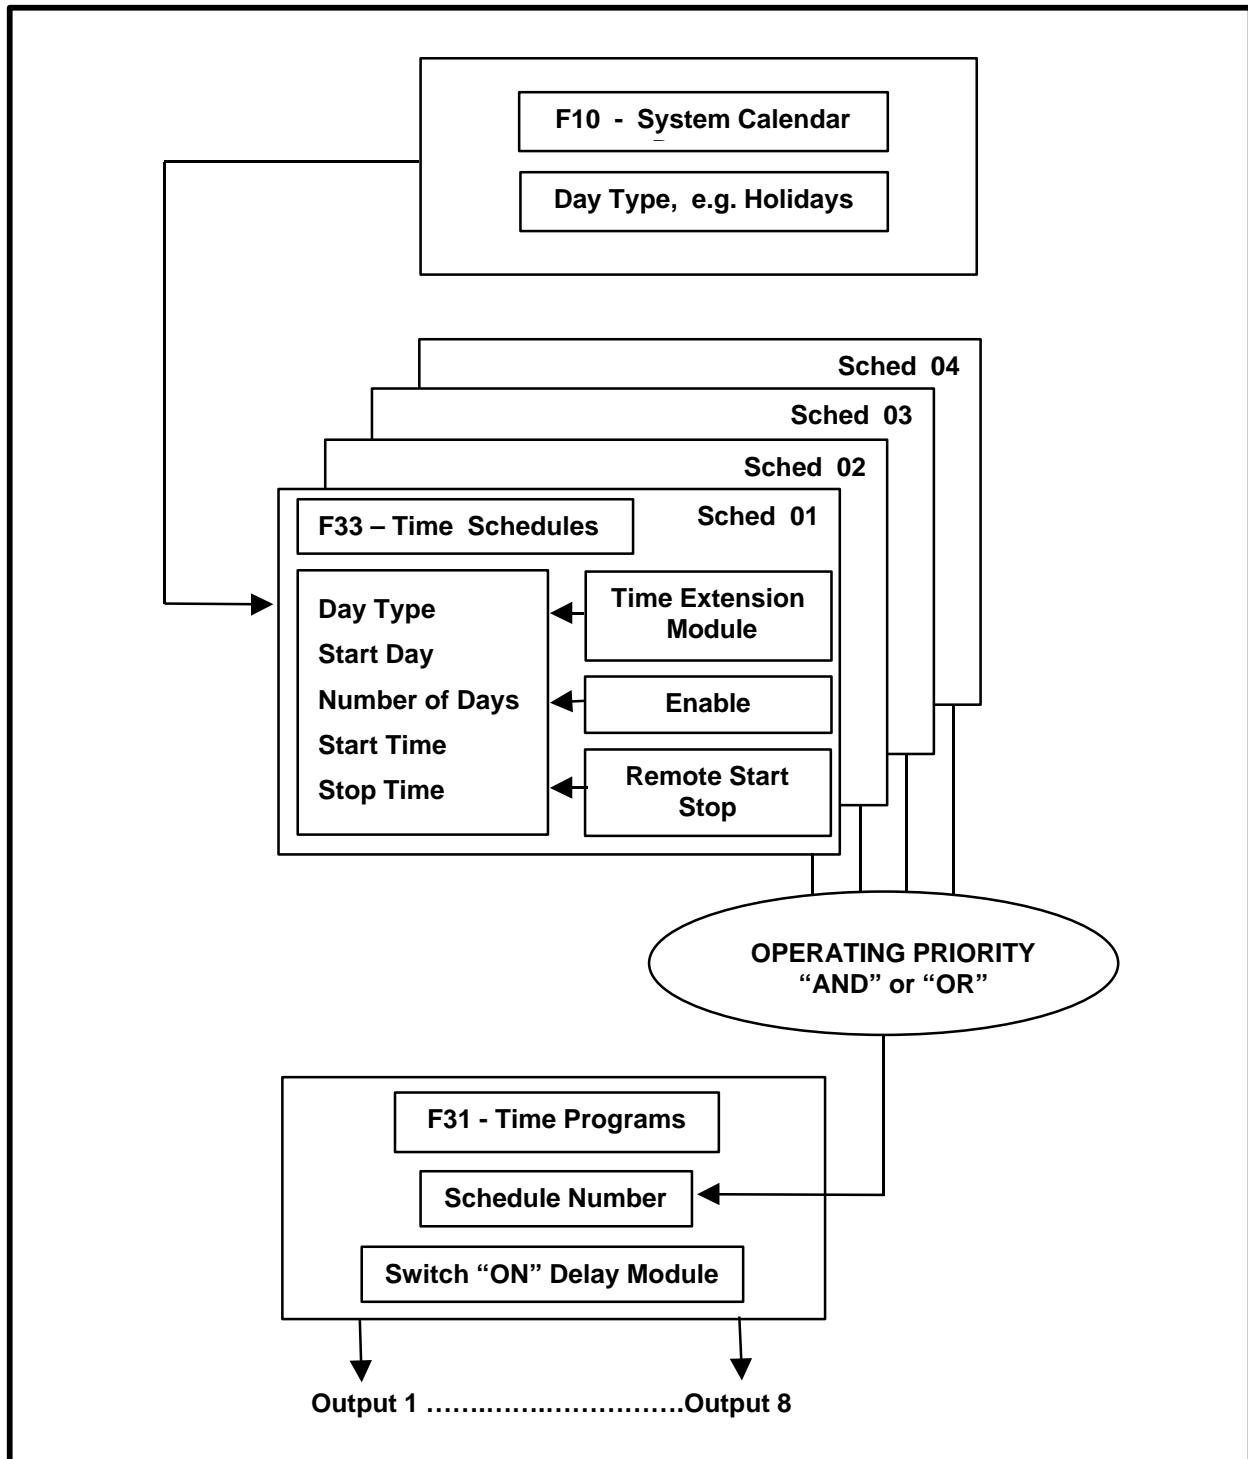 F10 - System Calendar
Day Type, e.g. Holidays
Sched 04
Sched 03
Sched 02
Sched 01
F33 – Time Schedules
Day Type
Start Day
Number of Days
Start Time
Stop Time
Time Extension
Module
Enable
Remote Start
Stop
OPERATING PRIORITY
“AND” or “OR”
F31 - Time Programs
Schedule Number
Switch “ON” Delay Module
Output 1 ……..…….…………….Output 8